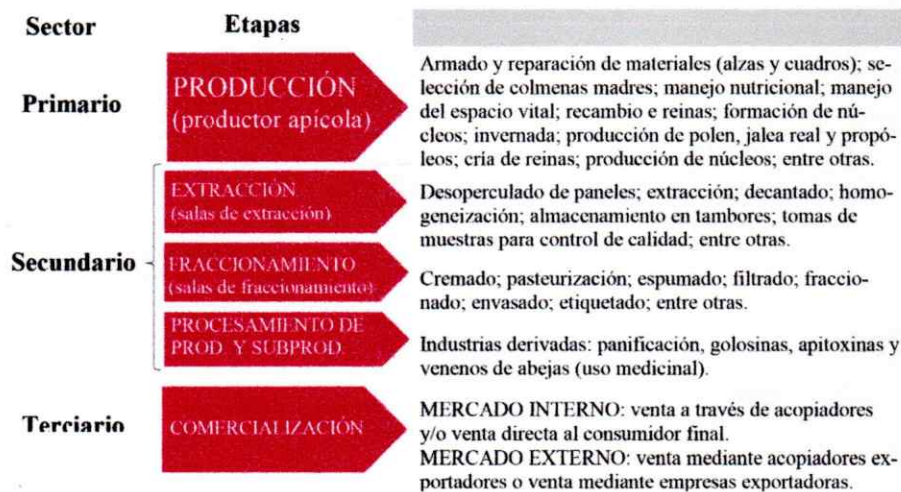 Sector
Etapas
Primario
PRODUCCIÓN
(productor apícola)
Armado y reparación de materiales (alzas y cuadros); se-
lección de colmenas madres; manejo nutricional; manejo
del espacio vital; recambio e reinas; formación de nú-
cleos; invernada; producción de polen, jalea real y propó-
leos; cría de reinas; producción de núcleos; entre otras.
Secundario
EXTRACCIÓN
(salas de extracción)
Desoperculado de paneles; extracción; decantado; homo-
geneización; almacenamiento en tambores; tomas de
muestras para control de calidad; entre otras.
FRACCIONAMIENTO
(salas de fraccionamiento)
Cremado; pasteurización; espumado; filtrado; fraccio-
nado; envasado; etiquetado; entre otras.
PROCESAMIENTO DE
PROD. Y SUBPROD.
Industrias derivadas: panificación, golosinas, apitoxinas y
venenos de abejas (uso medicinal).
Terciario
COMERCIALIZACIÓN
MERCADO INTERNO: venta a través de acopiadores
y/o venta directa al consumidor final.
MERCADO EXTERNO: venta mediante acopiadores ex-
portadores o venta mediante empresas exportadoras.